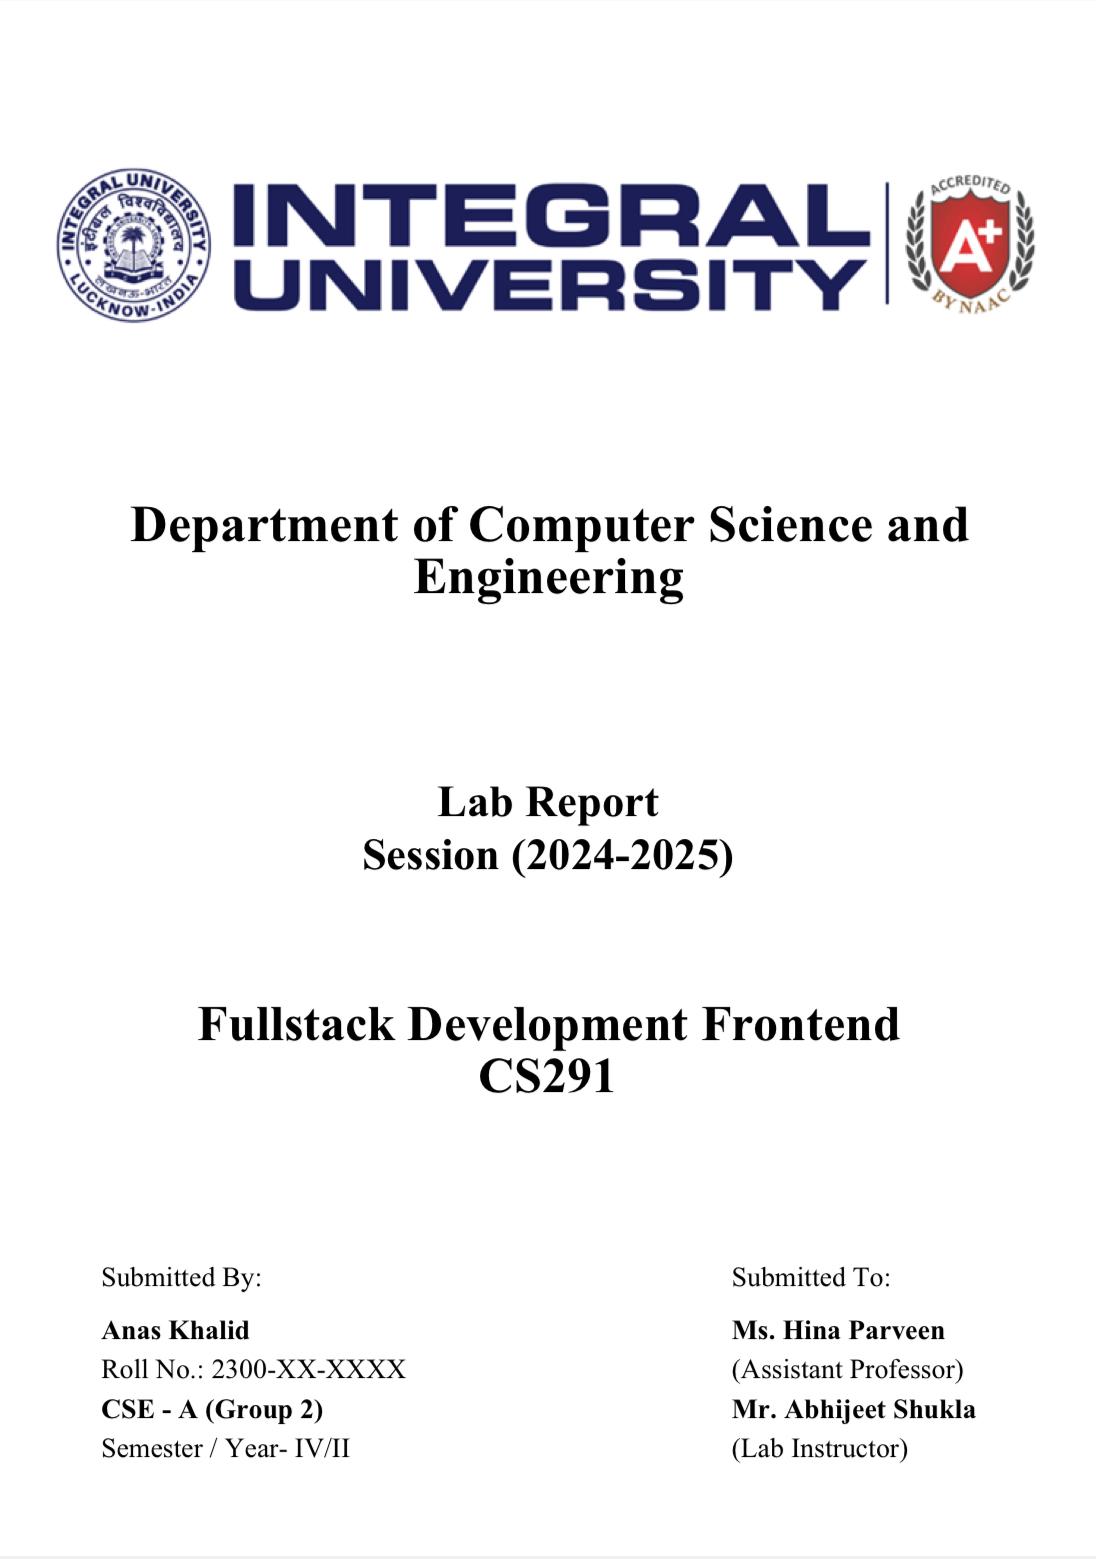 INTEGRAL UNIVERSITY
इंटीग्रल विश्वविद्यालय
लखनऊ-भारत
LUCKNOW-INDIA
INTEGRAL
UNIVERSITY
ACCREDITED
A+
BY NAAC
Department of Computer Science and
Engineering
Lab Report
Session (2024-2025)
Fullstack Development Frontend
CS291
Submitted By:
Anas Khalid
Roll No.: 2300-XX-XXXX
CSE - A (Group 2)
Semester / Year- IV/II
Submitted To:
Ms. Hina Parveen
(Assistant Professor)
Mr. Abhijeet Shukla
(Lab Instructor)